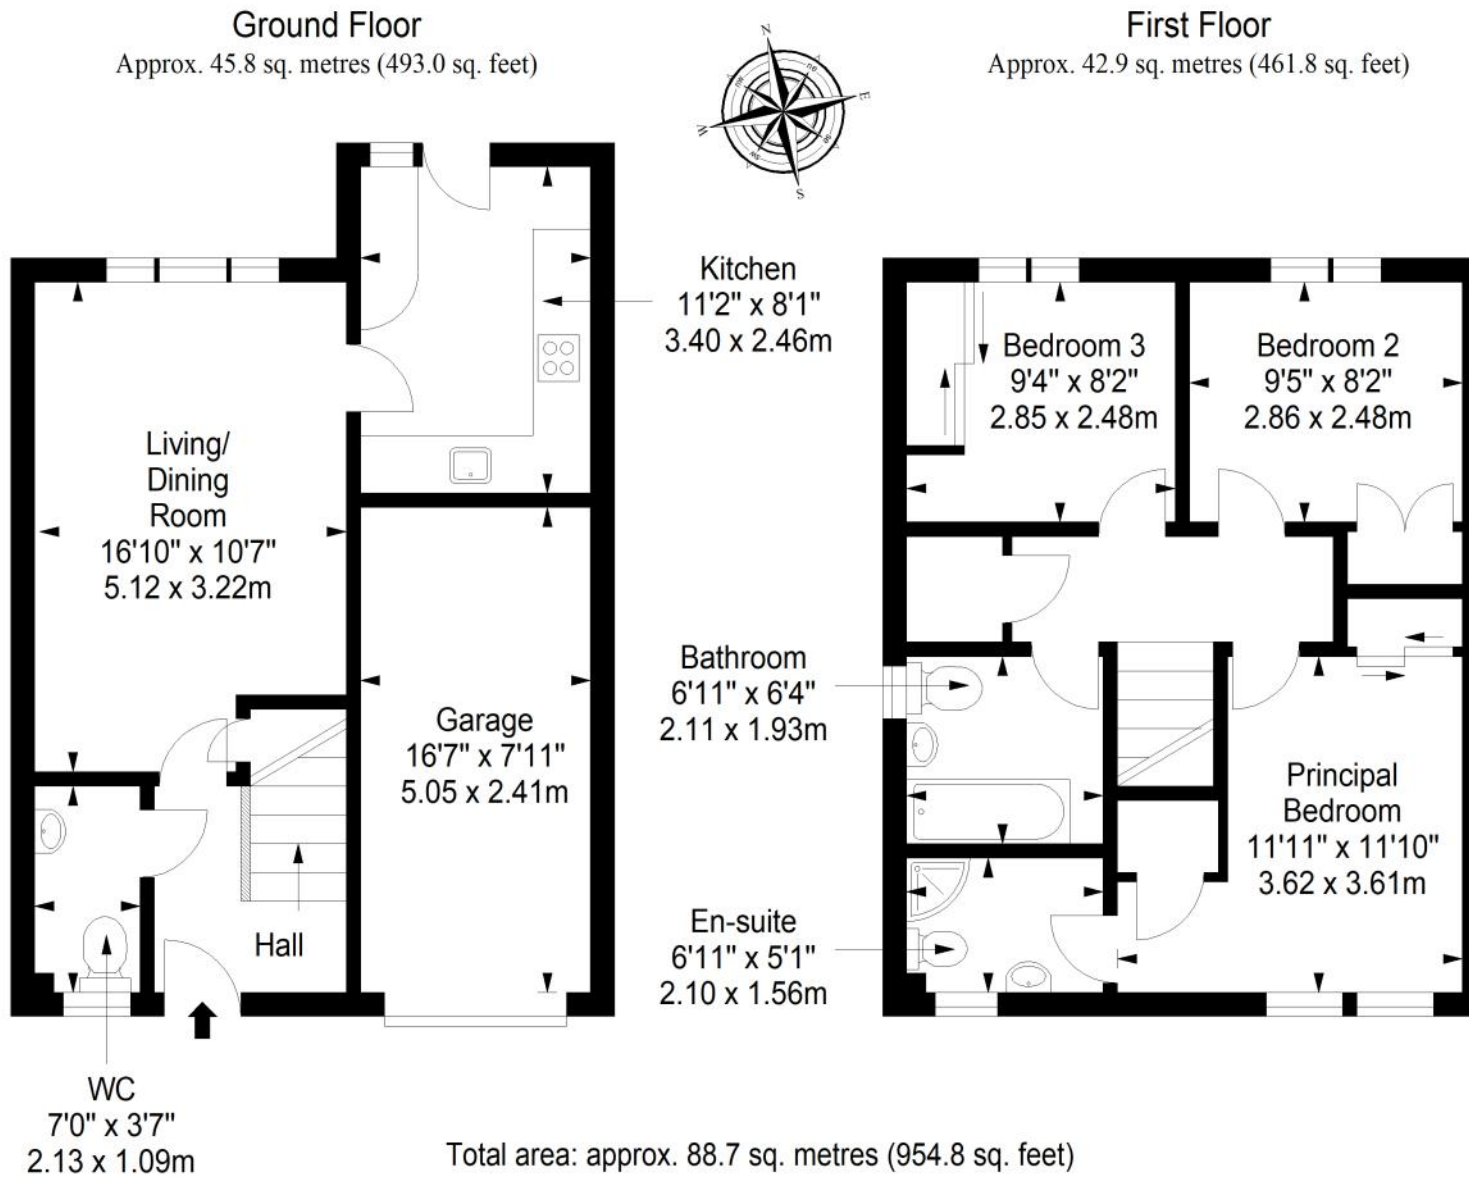 Ground Floor
Approx. 45.8 sq. metres (493.0 sq. feet)
First Floor
Approx. 42.9 sq. metres (461.8 sq. feet)
N
ne
E
se
S
sw
W
nw
Kitchen
11'2" x 8'1"
3.40 x 2.46m
Living/
Dining
Room
16'10" x 10'7"
5.12 x 3.22m
Garage
16'7" x 7'11"
5.05 x 2.41m
Hall
WC
7'0" x 3'7"
2.13 x 1.09m
Bedroom 3
9'4" x 8'2"
2.85 x 2.48m
Bedroom 2
9'5" x 8'2"
2.86 x 2.48m
Bathroom
6'11" x 6'4"
2.11 x 1.93m
Principal
Bedroom
11'11" x 11'10"
3.62 x 3.61m
En-suite
6'11" x 5'1"
2.10 x 1.56m
Total area: approx. 88.7 sq. metres (954.8 sq. feet)